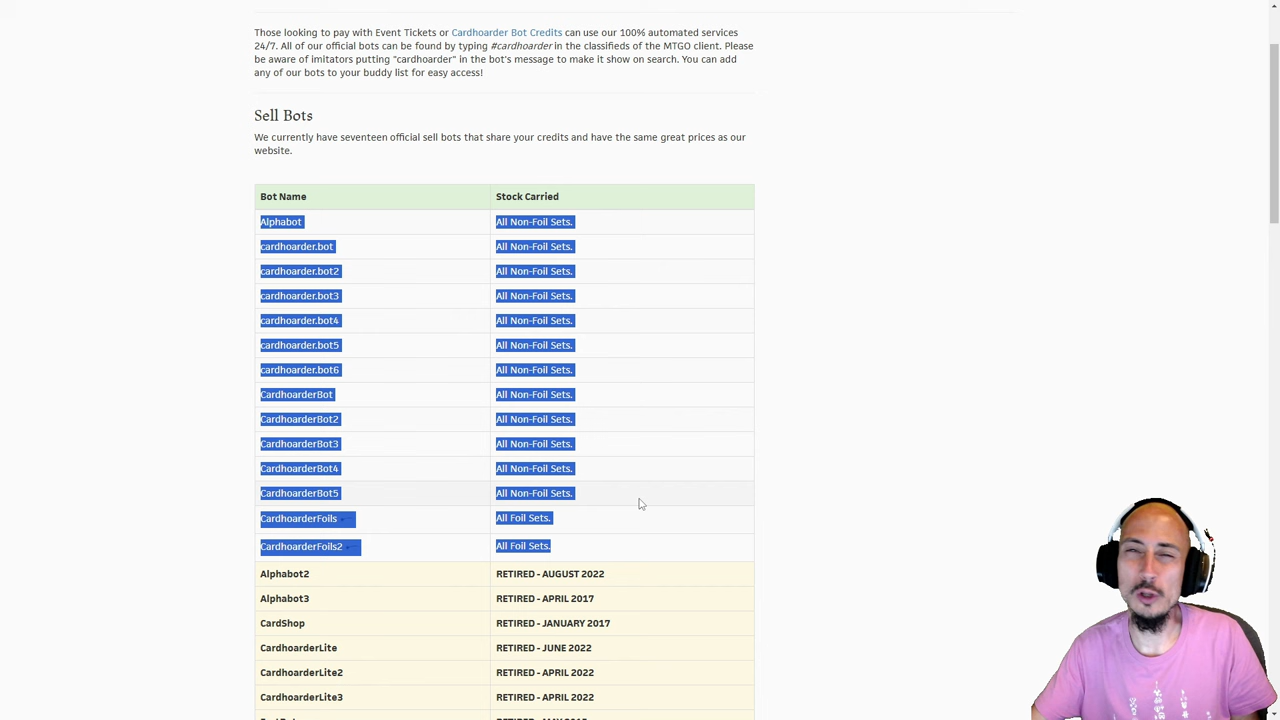 Those looking to pay with Event Tickets or Cardhoarder Bot Credits can use our 100% automated services
24/7. All of our official bots can be found by typing #cardhoarder in the classifieds of the MTGO client. Please
be aware of imitators putting "cardhoarder" in the bot's message to make it show on search. You can add
any of our bots to your buddy list for easy access!
Sell Bots
We currently have seventeen official sell bots that share your credits and have the same great prices as our
website.
Bot Name Stock Carried
Alphabot All Non-Foil Sets.
cardhoarder.bot All Non-Foil Sets.
cardhoarder.bot2 All Non-Foil Sets.
cardhoarder.bot3 All Non-Foil Sets.
cardhoarder.bot4 All Non-Foil Sets.
cardhoarder.bot5 All Non-Foil Sets.
cardhoarder.bot6 All Non-Foil Sets.
CardhoarderBot All Non-Foil Sets.
CardhoarderBot2 All Non-Foil Sets.
CardhoarderBot3 All Non-Foil Sets.
CardhoarderBot4 All Non-Foil Sets.
CardhoarderBot5 All Non-Foil Sets.
CardhoarderFoils All Foil Sets.
CardhoarderFoils2 All Foil Sets.
Alphabot2 RETIRED - AUGUST 2022
Alphabot3 RETIRED - APRIL 2017
CardShop RETIRED - JANUARY 2017
CardhoarderLite RETIRED - JUNE 2022
CardhoarderLite2 RETIRED - APRIL 2022
CardhoarderLite3 RETIRED - APRIL 2022